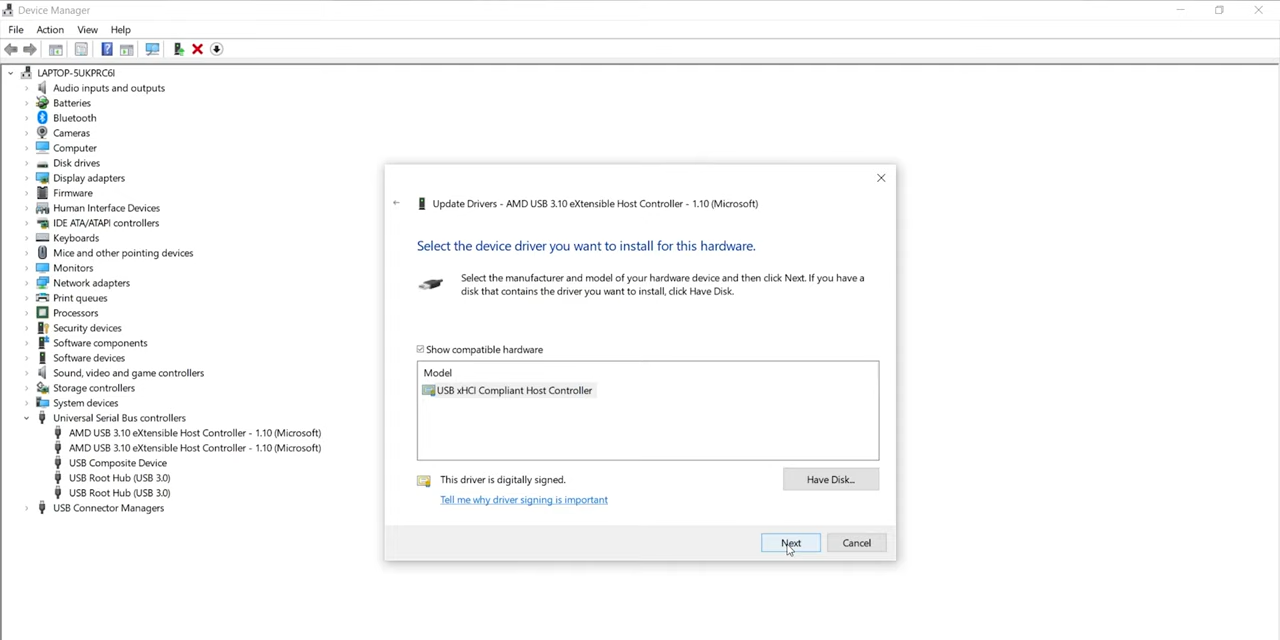 Device Manager
File Action View Help
LAPTOP-5UKPRC6I
Audio inputs and outputs
Batteries
Bluetooth
Cameras
Computer
Disk drives
Display adapters
Firmware
Human Interface Devices
IDE ATA/ATAPI controllers
Keyboards
Mice and other pointing devices
Monitors
Network adapters
Print queues
Processors
Security devices
Software components
Software devices
Sound, video and game controllers
Storage controllers
System devices
Universal Serial Bus controllers
AMD USB 3.10 eXtensible Host Controller - 1.10 (Microsoft)
AMD USB 3.10 eXtensible Host Controller - 1.10 (Microsoft)
USB Composite Device
USB Root Hub (USB 3.0)
USB Root Hub (USB 3.0)
USB Connector Managers
Update Drivers - AMD USB 3.10 eXtensible Host Controller - 1.10 (Microsoft)
Select the device driver you want to install for this hardware.
Select the manufacturer and model of your hardware device and then click Next. If you have a
disk that contains the driver you want to install, click Have Disk.
Show compatible hardware
Model
USB xHCI Compliant Host Controller
This driver is digitally signed.
Have Disk...
Tell me why driver signing is important
Next Cancel